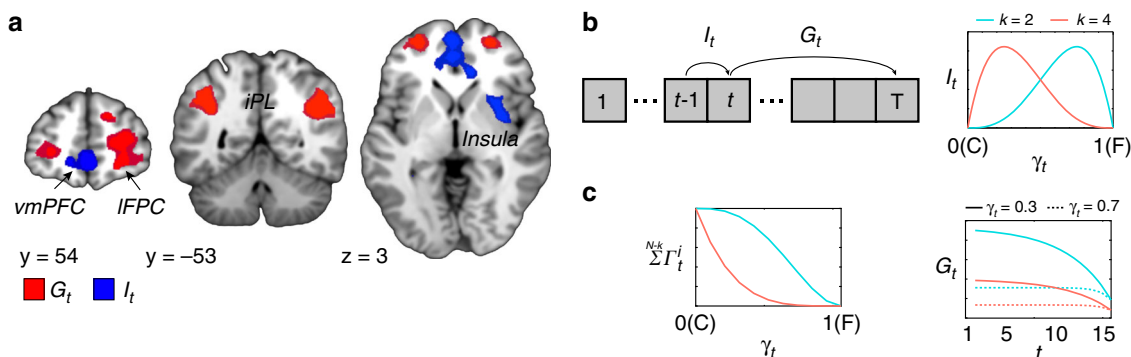 a
iPL
Insula
vmPFC
lFPC
y = 54
y = –53
z = 3
G_t
I_t
b
I_t
G_t
1
t-1
t
T
k = 2
k = 4
I_t
0(C)
1(F)
γ_t
c
N-k
ΣΓ_t^j
0(C)
1(F)
γ_t
γ_t = 0.3
γ_t = 0.7
G_t
1
5
10
15
t